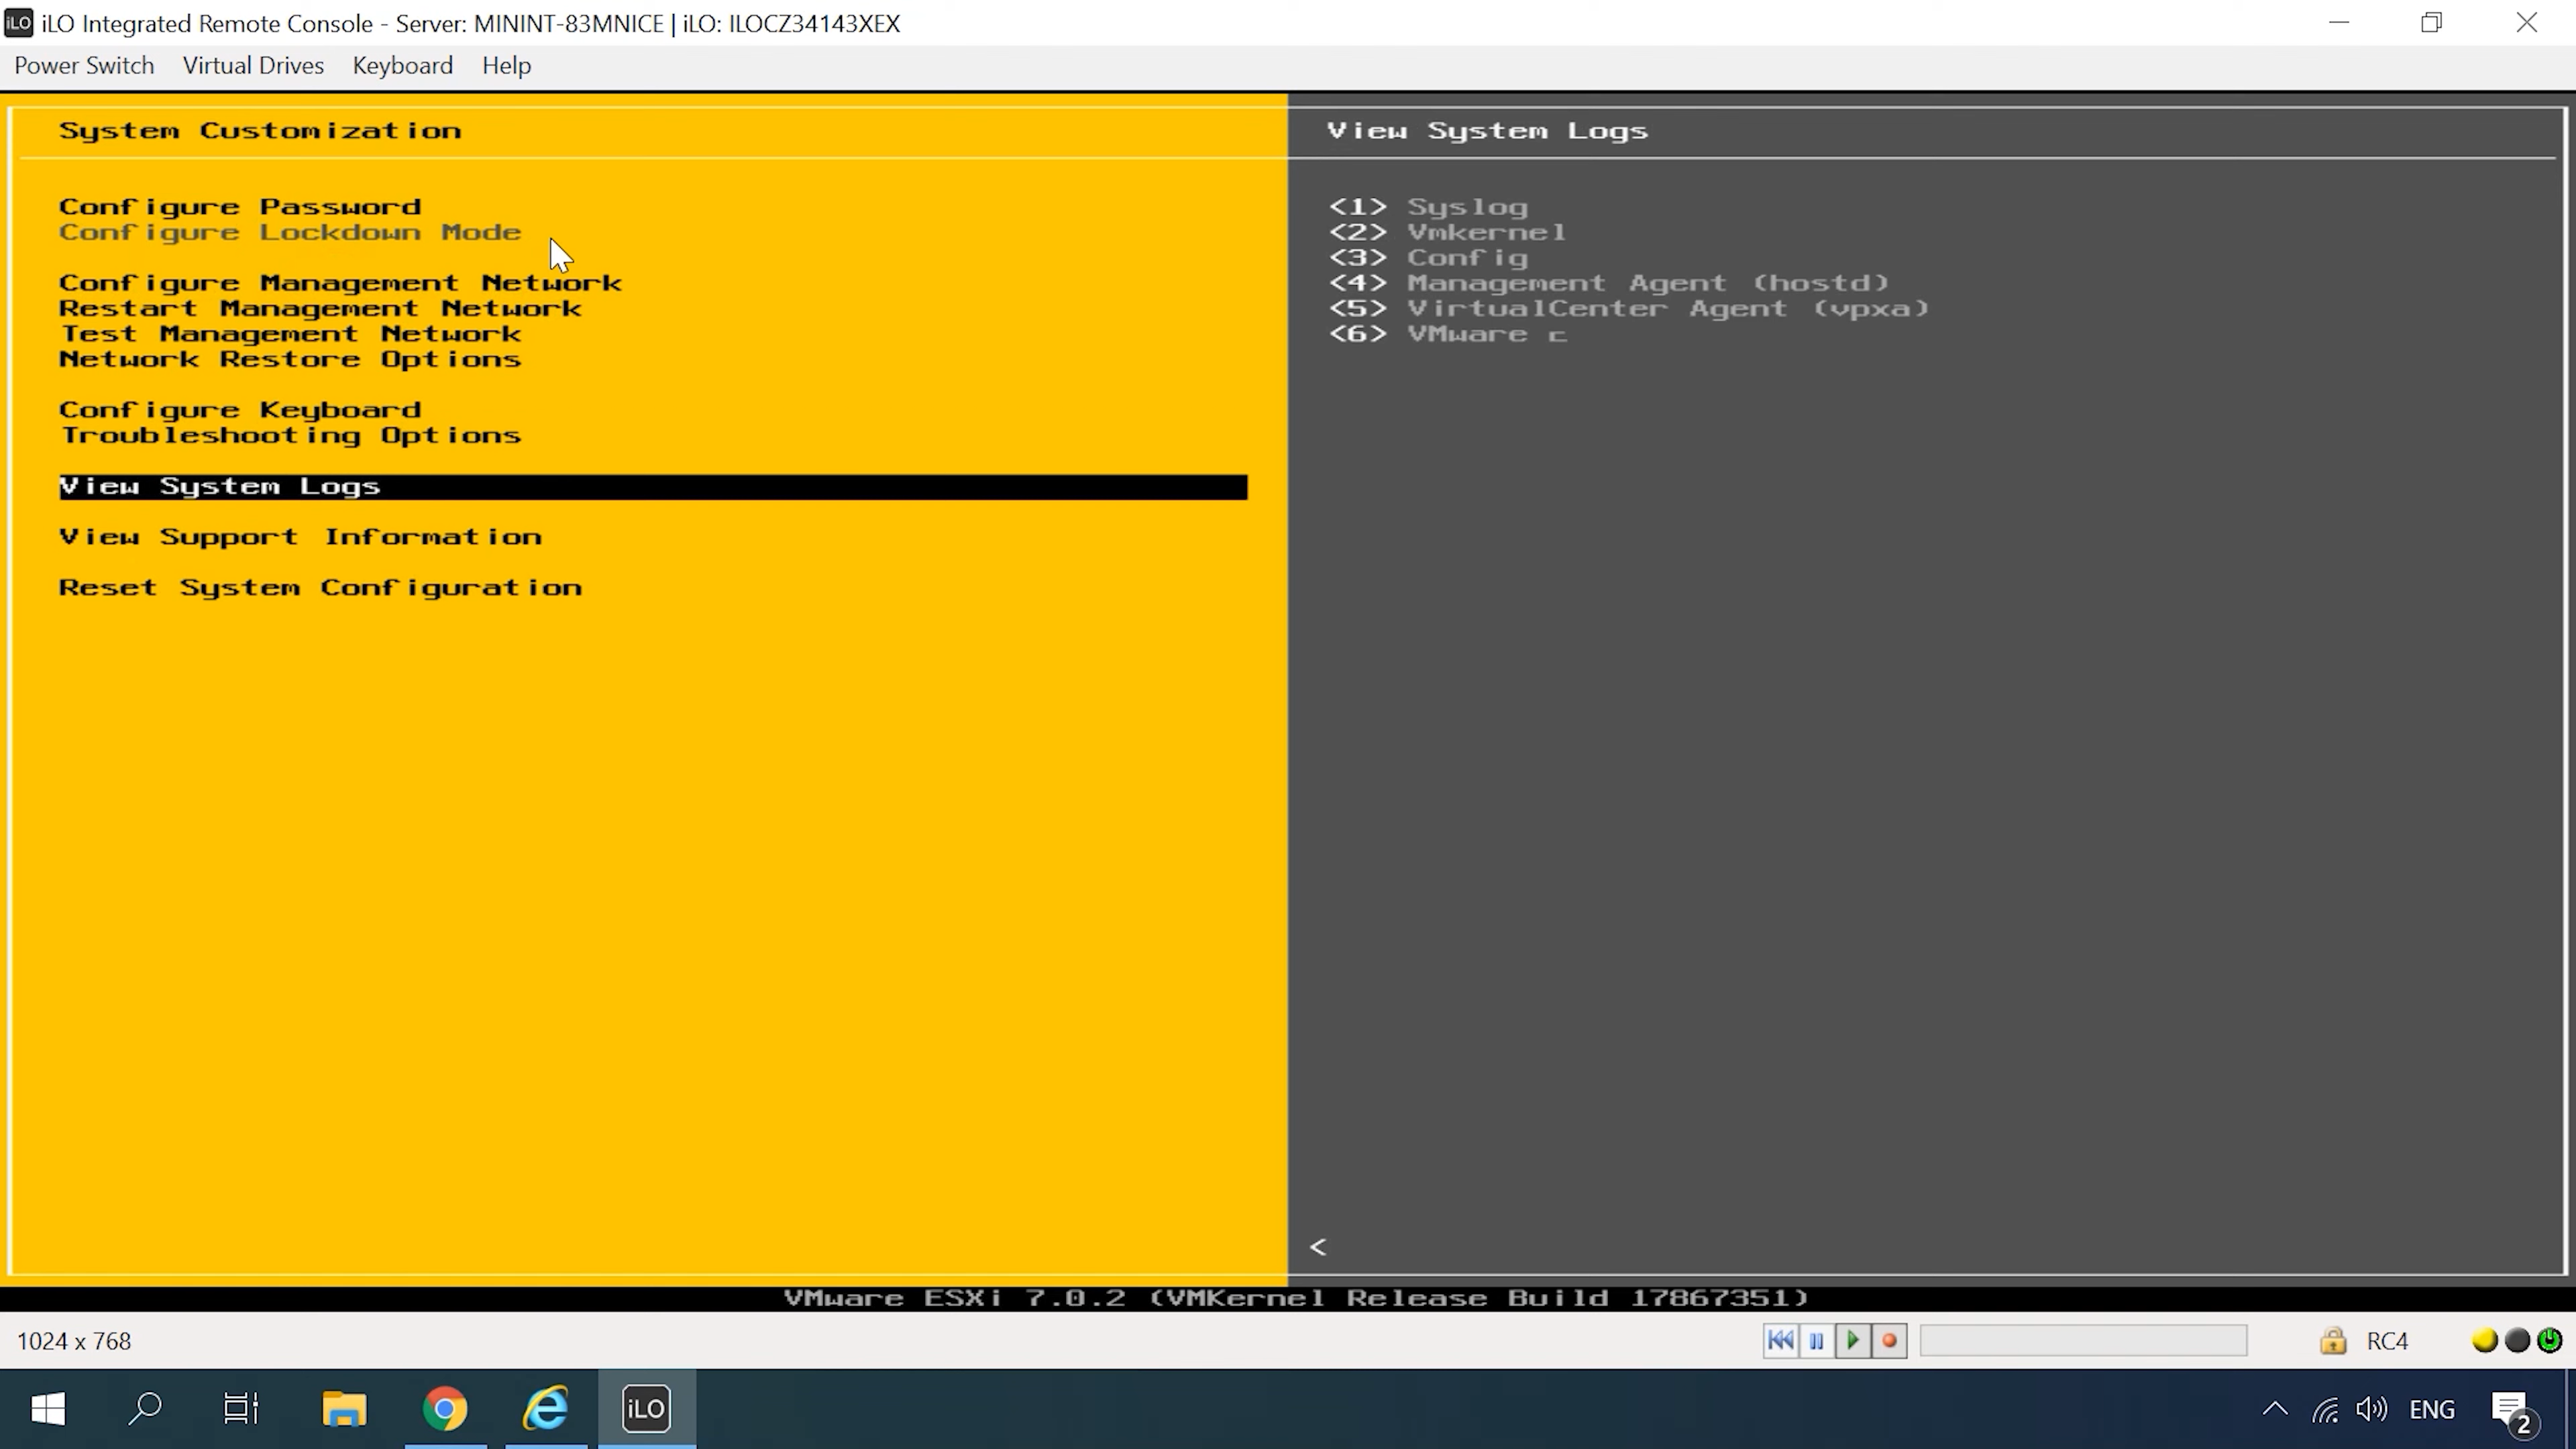 iLO iLO Integrated Remote Console - Server: MININT-83MNICE | iLO: ILOCZ34143XEX
Power Switch Virtual Drives Keyboard Help
System Customization
Configure Password
Configure Lockdown Mode
Configure Management Network
Restart Management Network
Test Management Network
Network Restore Options
Configure Keyboard
Troubleshooting Options
View System Logs
View Support Information
Reset System Configuration
View System Logs
<1> Syslog
<2> Vmkernel
<3> Config
<4> Management Agent (hostd)
<5> VirtualCenter Agent (vpxa)
<6> VMware
<
VMware ESXi 7.0.2 (VMKernel Release Build 17867351)
1024 x 768
RC4
iLO
ENG
2